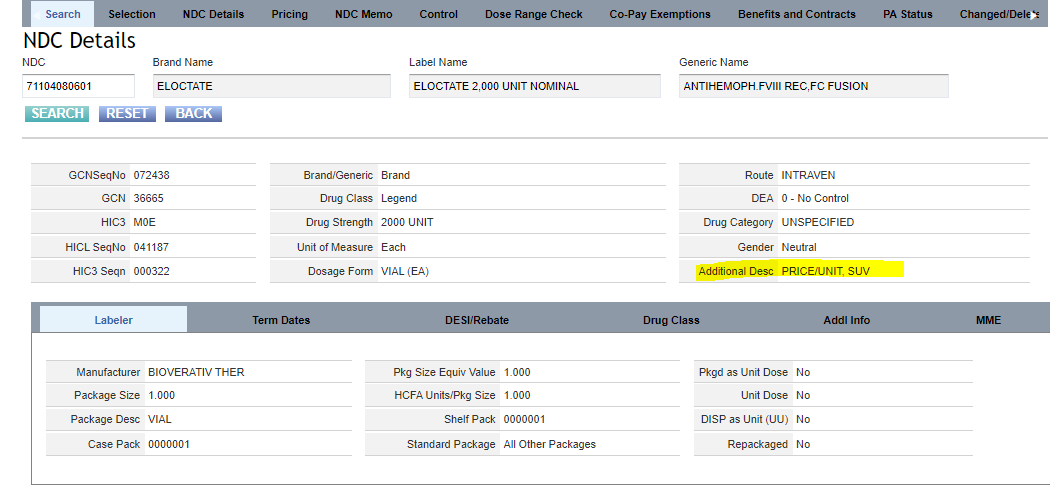 Search Selection NDC Details Pricing NDC Memo Control Dose Range Check Co-Pay Exemptions Benefits and Contracts PA Status Changed/Delets
NDC Details
NDC Brand Name Label Name Generic Name
71104080601 ELOCTATE ELOCTATE 2,000 UNIT NOMINAL ANTIHEMOPH.FVIII REC,FC FUSION
SEARCH RESET BACK
GCNSeqNo 072438 Brand/Generic Brand Route INTRAVEN
GCN 36665 Drug Class Legend DEA 0 - No Control
HIC3 M0E Drug Strength 2000 UNIT Drug Category UNSPECIFIED
HICL SeqNo 041187 Unit of Measure Each Gender Neutral
HIC3 Seqn 000322 Dosage Form VIAL (EA) Additional Desc PRICE/UNIT, SUV
Labeler Term Dates DESI/Rebate Drug Class Addl Info MME
Manufacturer BIOVERATIV THER Pkg Size Equiv Value 1.000 Pkgd as Unit Dose No
Package Size 1.000 HCFA Units/Pkg Size 1.000 Unit Dose No
Package Desc VIAL Shelf Pack 0000001 DISP as Unit (UU) No
Case Pack 0000001 Standard Package All Other Packages Repackaged No